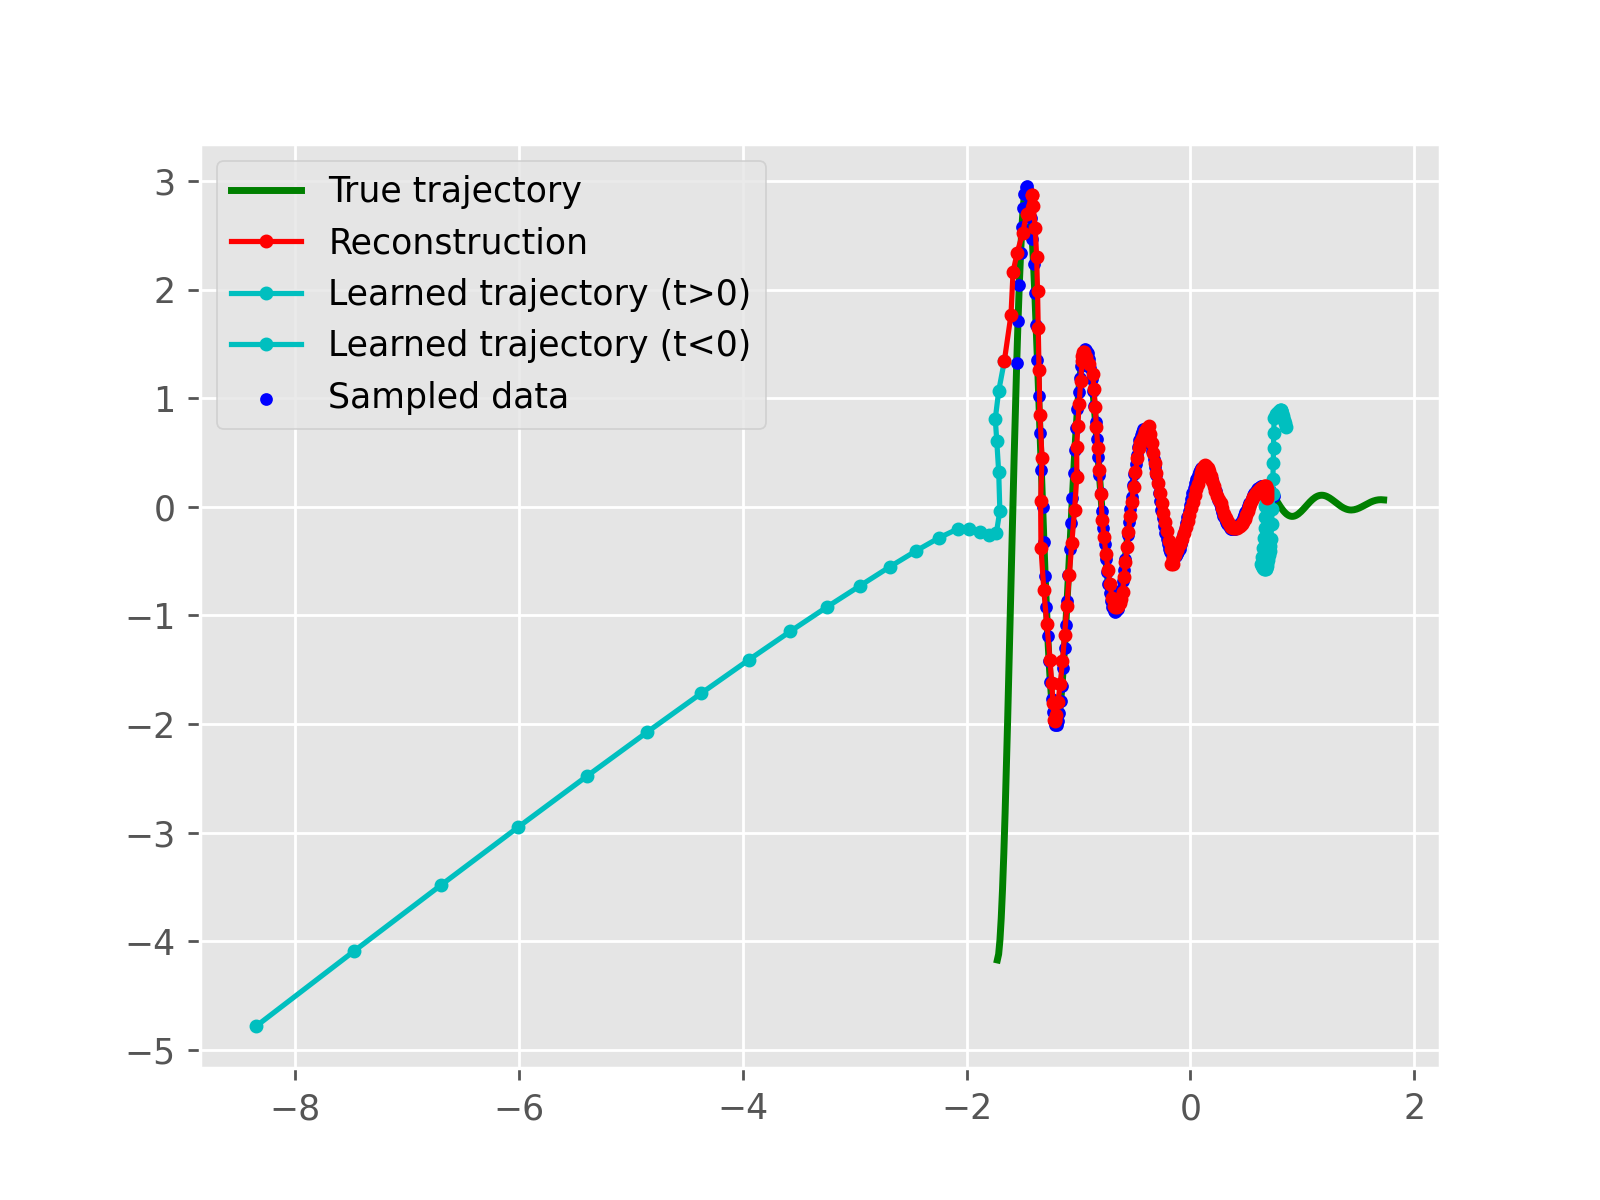 True trajectory
Reconstruction
Learned trajectory (t>0)
Learned trajectory (t<0)
Sampled data
3
2
1
0
−1
−2
−3
−4
−5
−8 −6 −4 −2 0 2